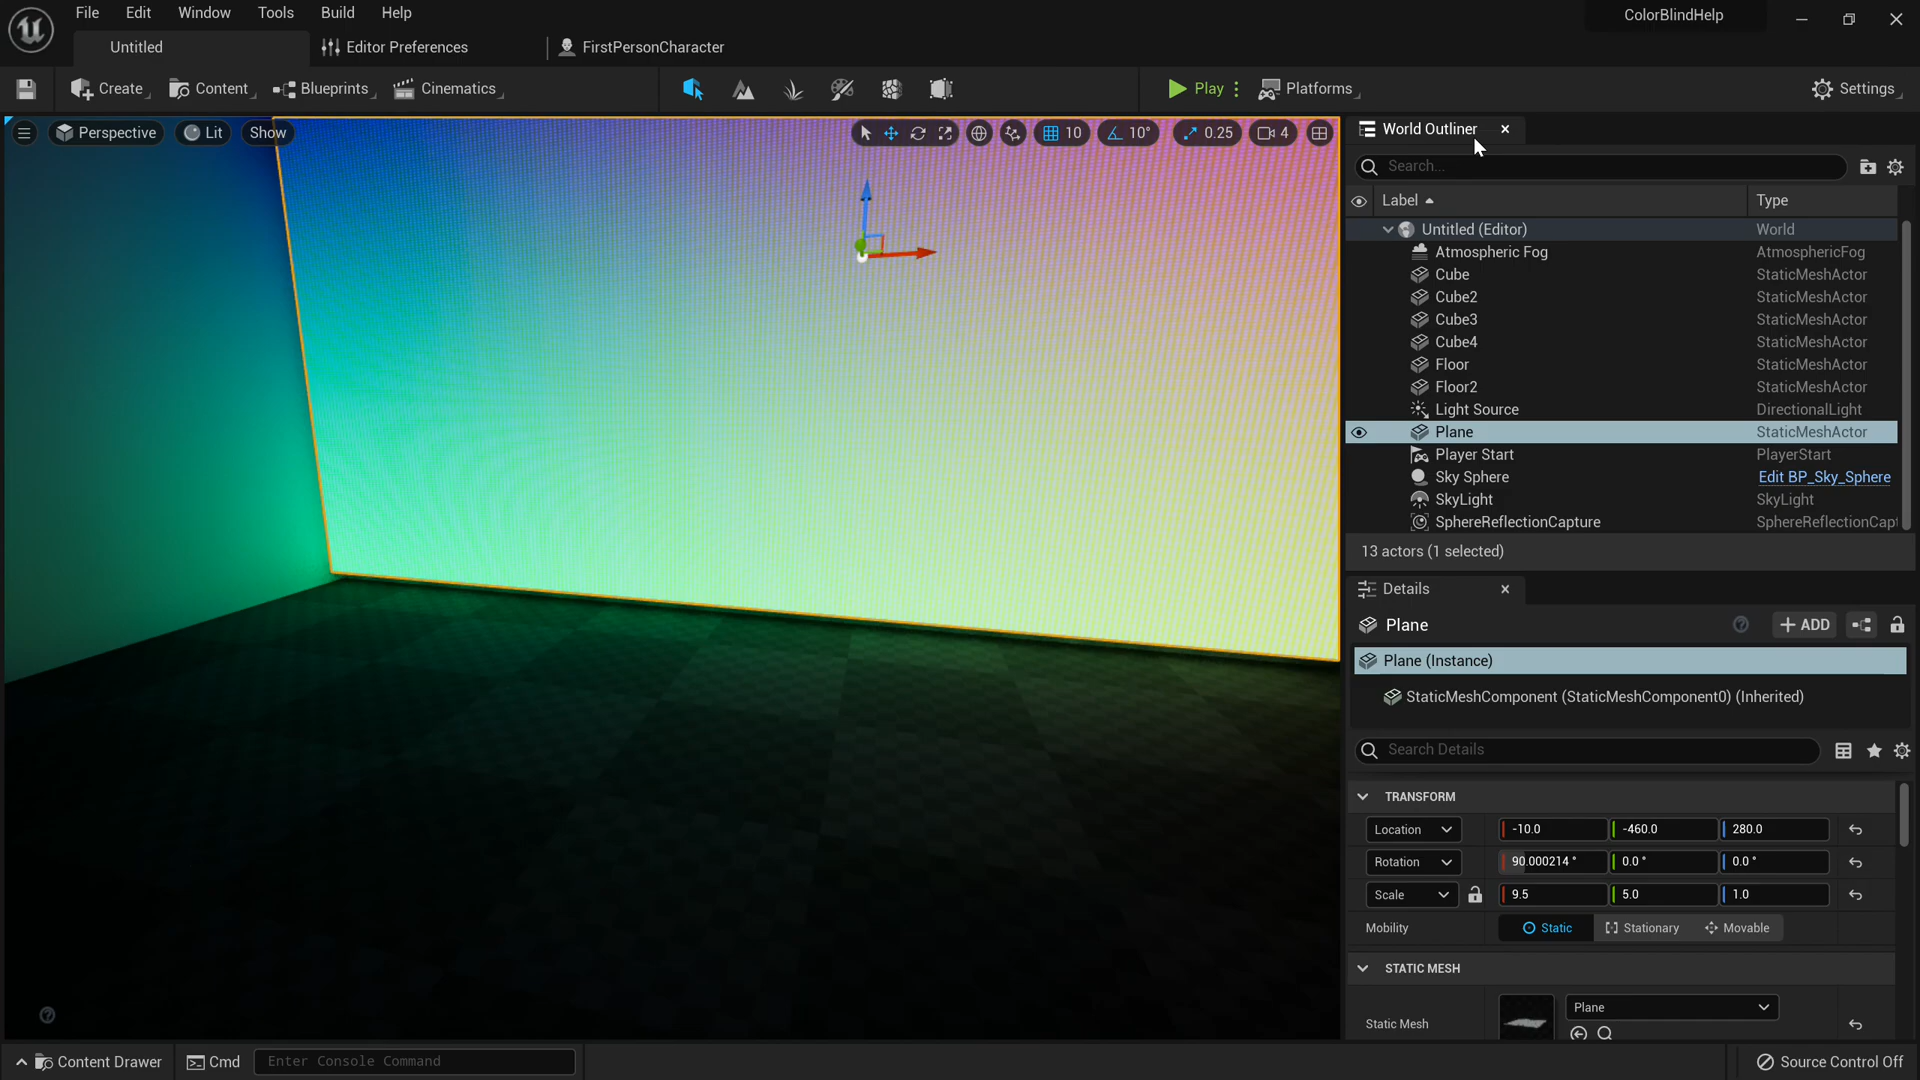 File Edit Window Tools Build Help
ColorBlindHelp
Untitled Editor Preferences FirstPersonCharacter
Create Content Blueprints Cinematics Play Platforms Settings
Perspective Lit Show 10 10° 0.25 4
World Outliner
Search...
Label Type
Untitled (Editor) World
Atmospheric Fog AtmosphericFog
Cube StaticMeshActor
Cube2 StaticMeshActor
Cube3 StaticMeshActor
Cube4 StaticMeshActor
Floor StaticMeshActor
Floor2 StaticMeshActor
Light Source DirectionalLight
Plane StaticMeshActor
Player Start PlayerStart
Sky Sphere Edit BP_Sky_Sphere
SkyLight SkyLight
SphereReflectionCapture SphereReflectionCapt
13 actors (1 selected)
Details
Plane + ADD
Plane (Instance)
StaticMeshComponent (StaticMeshComponent0) (Inherited)
Search Details
TRANSFORM
Location -10.0 -460.0 280.0
Rotation 90.000214 ° 0.0 ° 0.0 °
Scale 9.5 5.0 1.0
Mobility Static Stationary Movable
STATIC MESH
Plane
Static Mesh
Content Drawer Cmd Enter Console Command Source Control Off